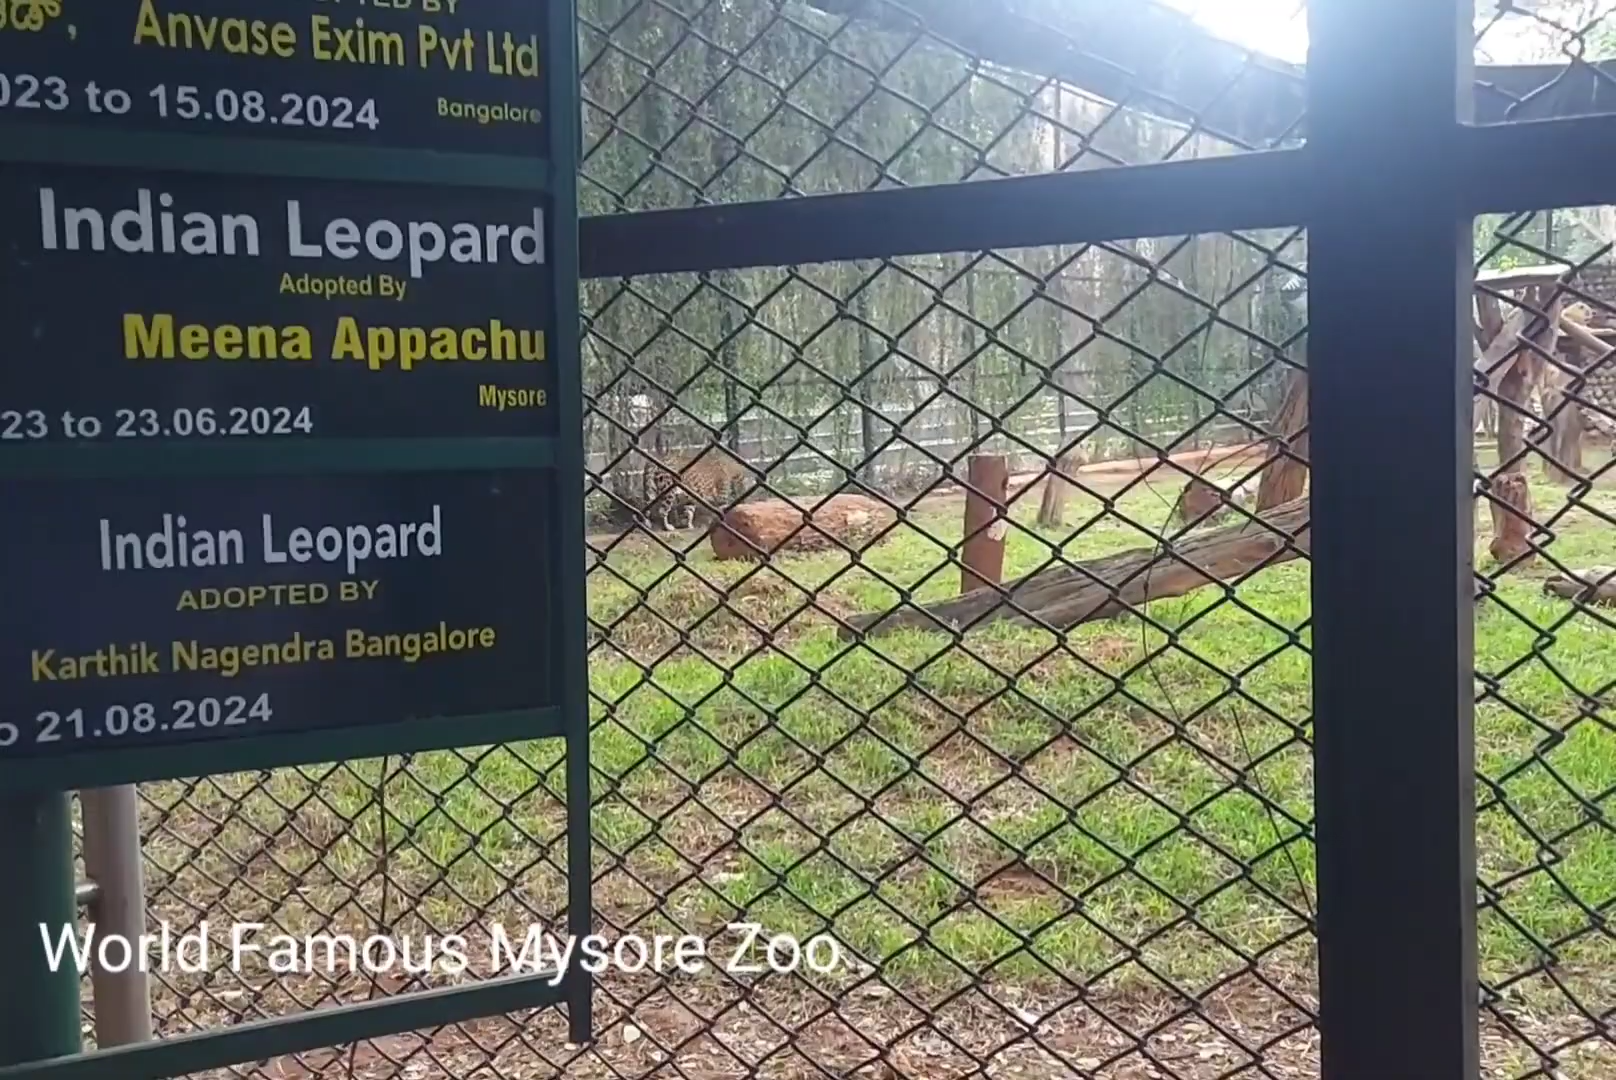 Anvase Exim Pvt Ltd
023 to 15.08.2024 Bangalore
Indian Leopard
Adopted By
Meena Appachu
Mysore
23 to 23.06.2024
Indian Leopard
ADOPTED BY
Karthik Nagendra Bangalore
21.08.2024
World Famous Mysore Zoo